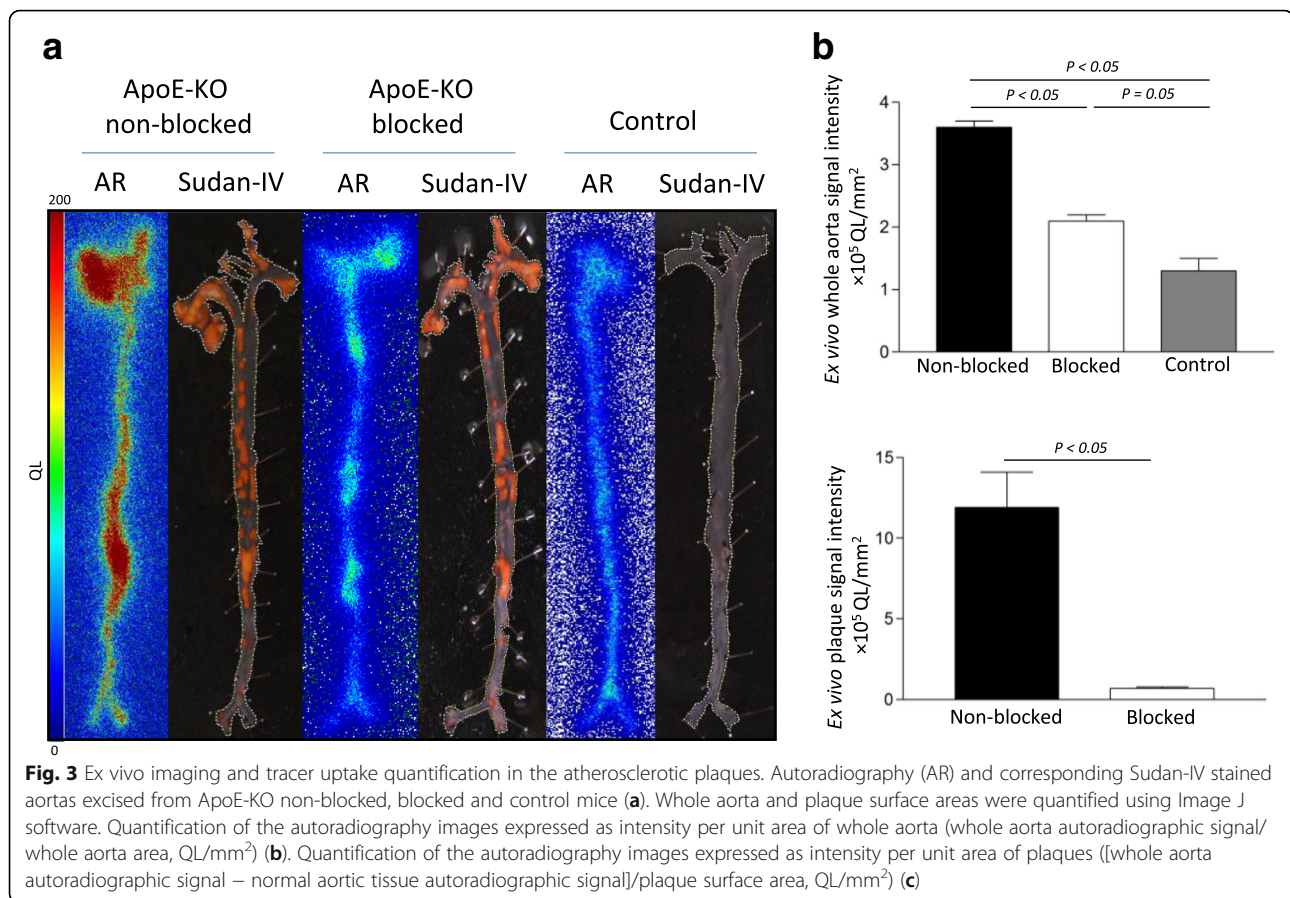 a
ApoE-KO
non-blocked
ApoE-KO
blocked
Control
AR
Sudan-IV
AR
Sudan-IV
AR
Sudan-IV
200
QL
0
b
P < 0.05
P < 0.05
P = 0.05
Ex vivo whole aorta signal intensity
×10⁵ QL/mm²
4
3
2
1
0
Non-blocked
Blocked
Control
P < 0.05
Ex vivo plaque signal intensity
×10⁵ QL/mm²
15
10
5
0
Non-blocked
Blocked
Fig. 3 Ex vivo imaging and tracer uptake quantification in the atherosclerotic plaques. Autoradiography (AR) and corresponding Sudan-IV stained
aortas excised from ApoE-KO non-blocked, blocked and control mice (a). Whole aorta and plaque surface areas were quantified using Image J
software. Quantification of the autoradiography images expressed as intensity per unit area of whole aorta (whole aorta autoradiographic signal/
whole aorta area, QL/mm²) (b). Quantification of the autoradiography images expressed as intensity per unit area of plaques ([whole aorta
autoradiographic signal − normal aortic tissue autoradiographic signal]/plaque surface area, QL/mm²) (c)